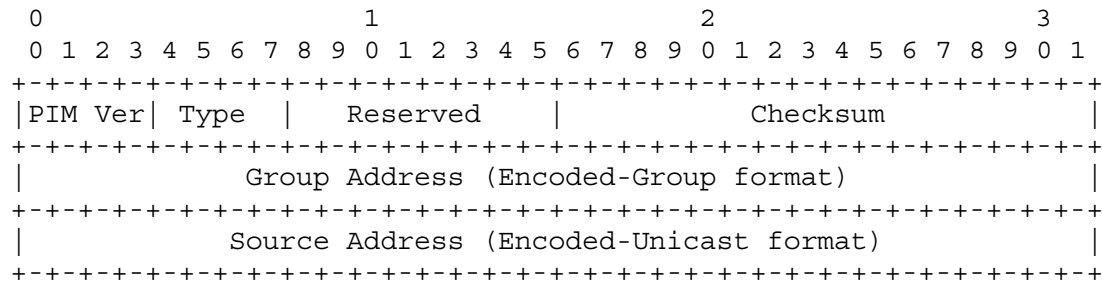 0                   1                   2                   3
 0 1 2 3 4 5 6 7 8 9 0 1 2 3 4 5 6 7 8 9 0 1 2 3 4 5 6 7 8 9 0 1
+-+-+-+-+-+-+-+-+-+-+-+-+-+-+-+-+-+-+-+-+-+-+-+-+-+-+-+-+-+-+-+-+
|PIM Ver| Type  |   Reserved    |           Checksum            |
+-+-+-+-+-+-+-+-+-+-+-+-+-+-+-+-+-+-+-+-+-+-+-+-+-+-+-+-+-+-+-+-+
|             Group Address (Encoded-Group format)              |
+-+-+-+-+-+-+-+-+-+-+-+-+-+-+-+-+-+-+-+-+-+-+-+-+-+-+-+-+-+-+-+-+
|            Source Address (Encoded-Unicast format)            |
+-+-+-+-+-+-+-+-+-+-+-+-+-+-+-+-+-+-+-+-+-+-+-+-+-+-+-+-+-+-+-+-+